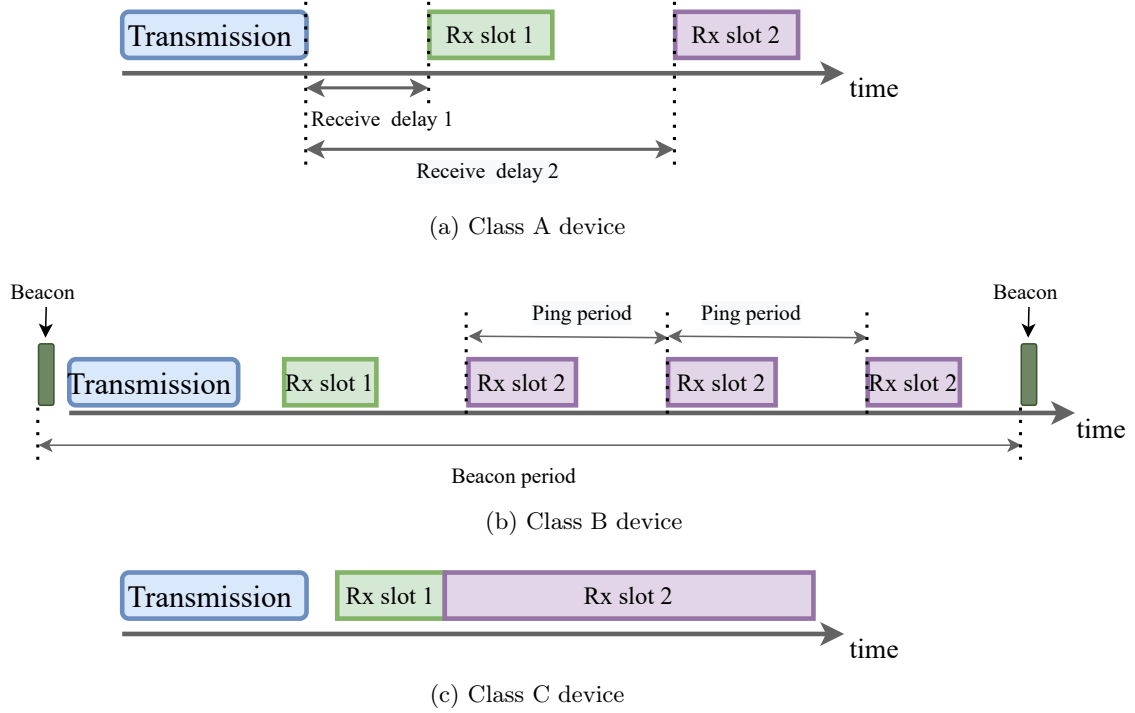 Transmission
Rx slot 1
Rx slot 2
time
Receive delay 1
Receive delay 2
(a) Class A device
Beacon
Beacon
Ping period
Ping period
Transmission
Rx slot 1
Rx slot 2
Rx slot 2
Rx slot 2
time
Beacon period
(b) Class B device
Transmission
Rx slot 1
Rx slot 2
time
(c) Class C device